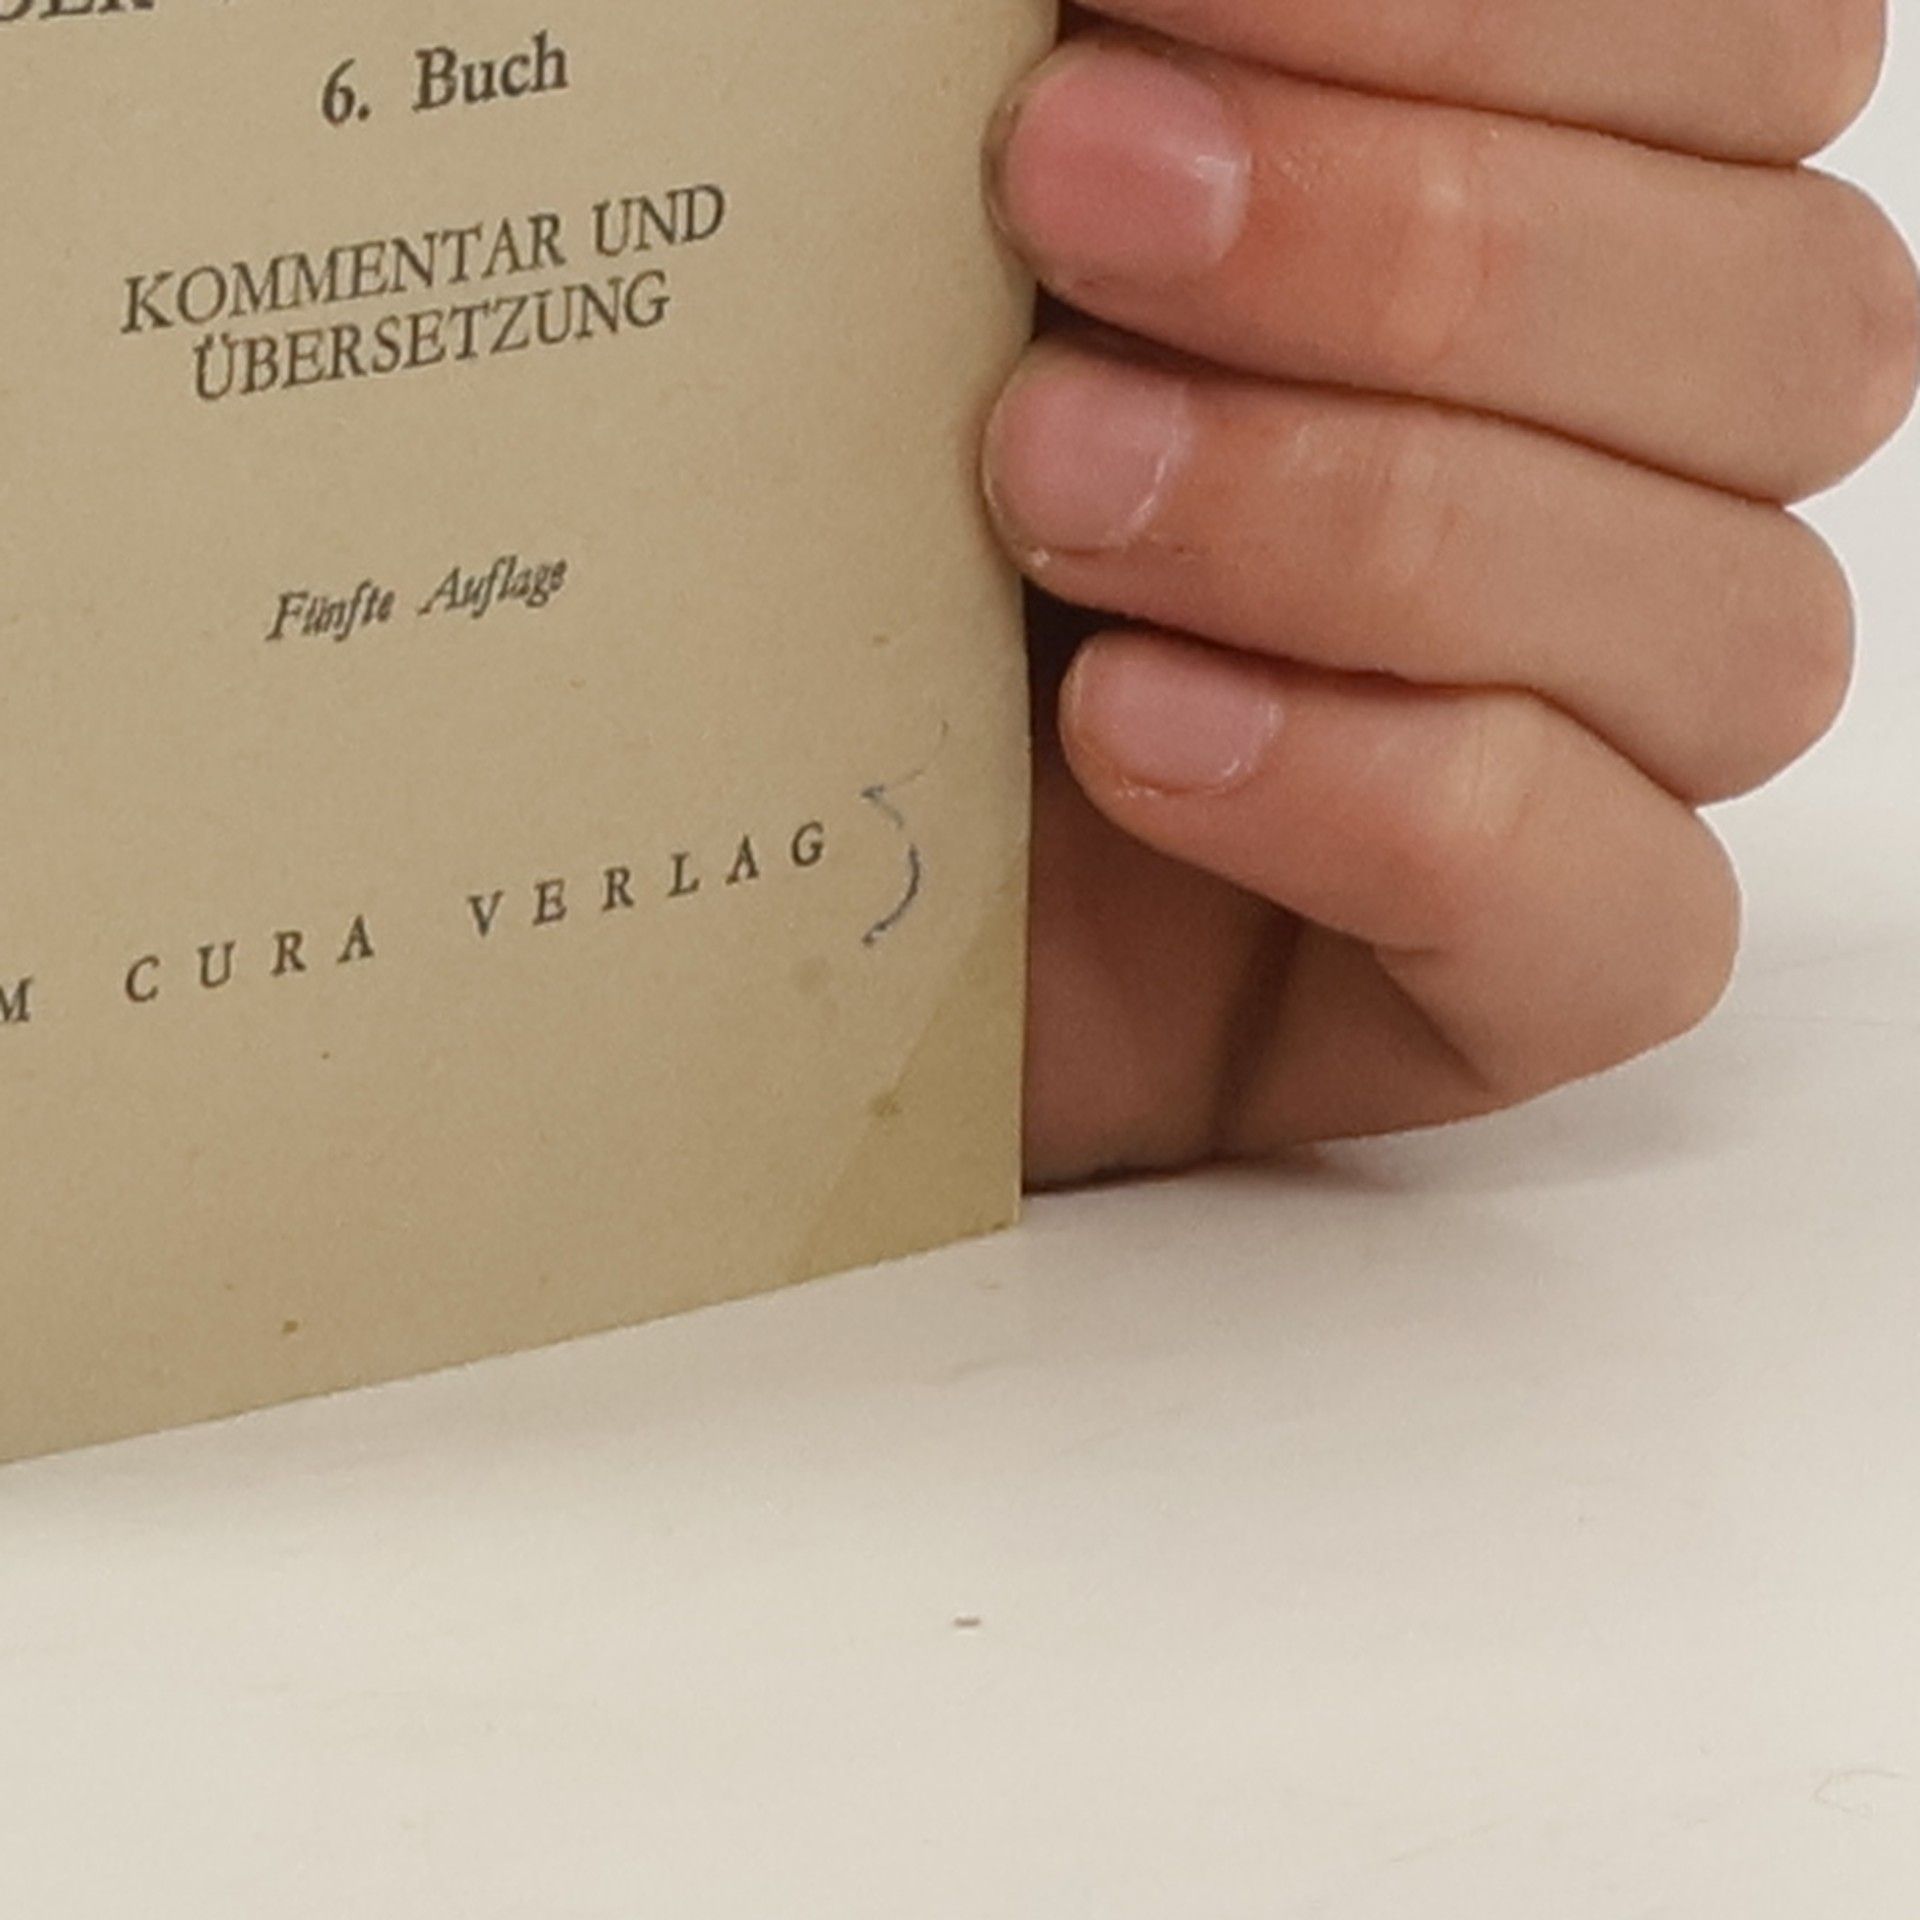 6. Buch
KOMMENTAR UND
ÜBERSETZUNG
Fünfte Auflage
CURA VERLAG